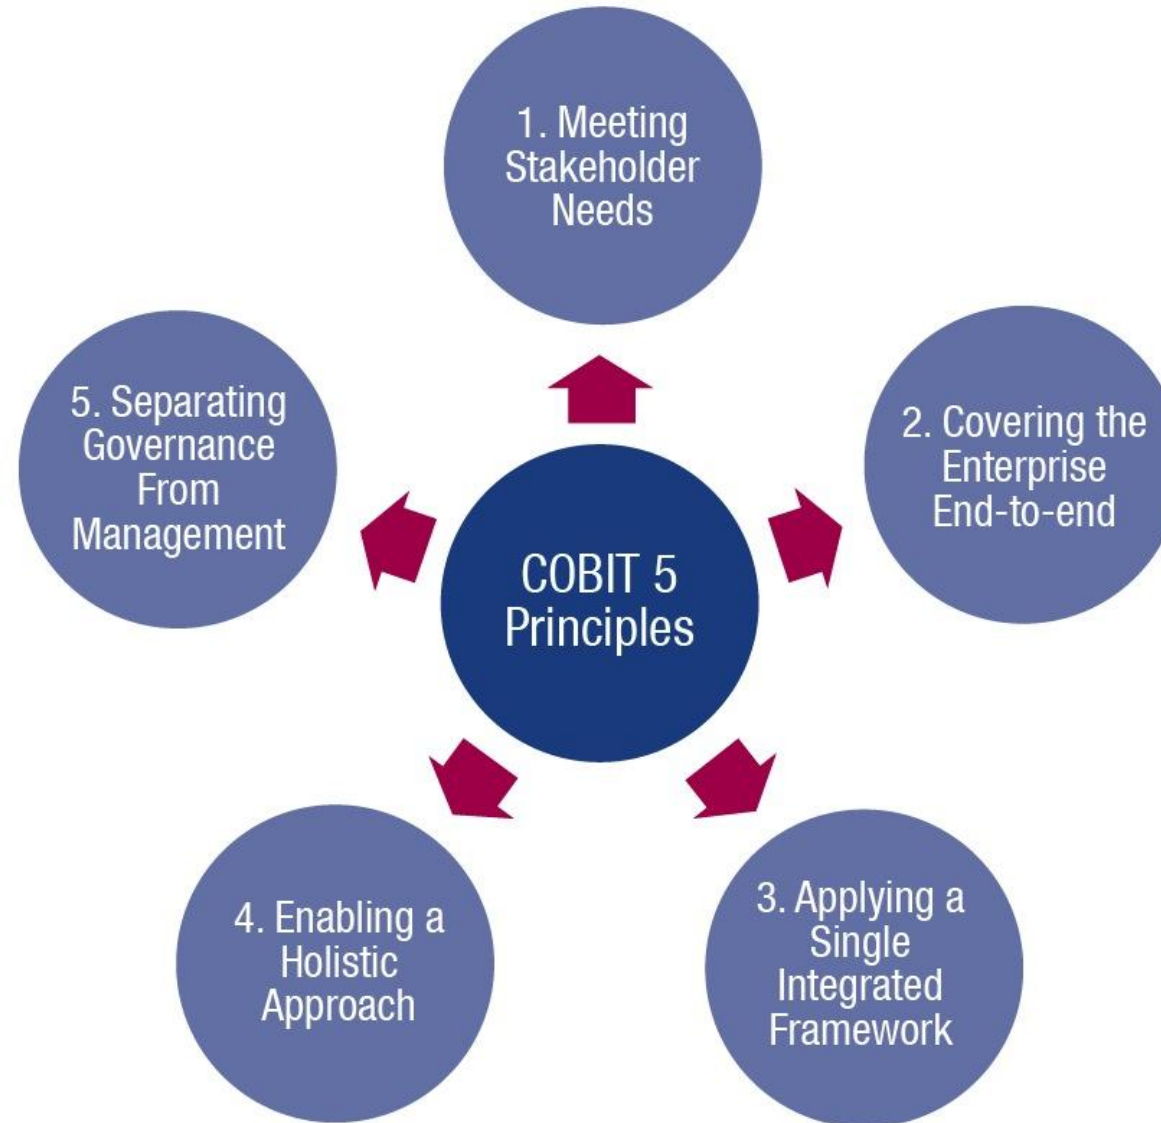 1. Meeting
Stakeholder
Needs
2. Covering the
Enterprise
End-to-end
3. Applying a
Single
Integrated
Framework
4. Enabling a
Holistic
Approach
5. Separating
Governance
From
Management
COBIT 5
Principles